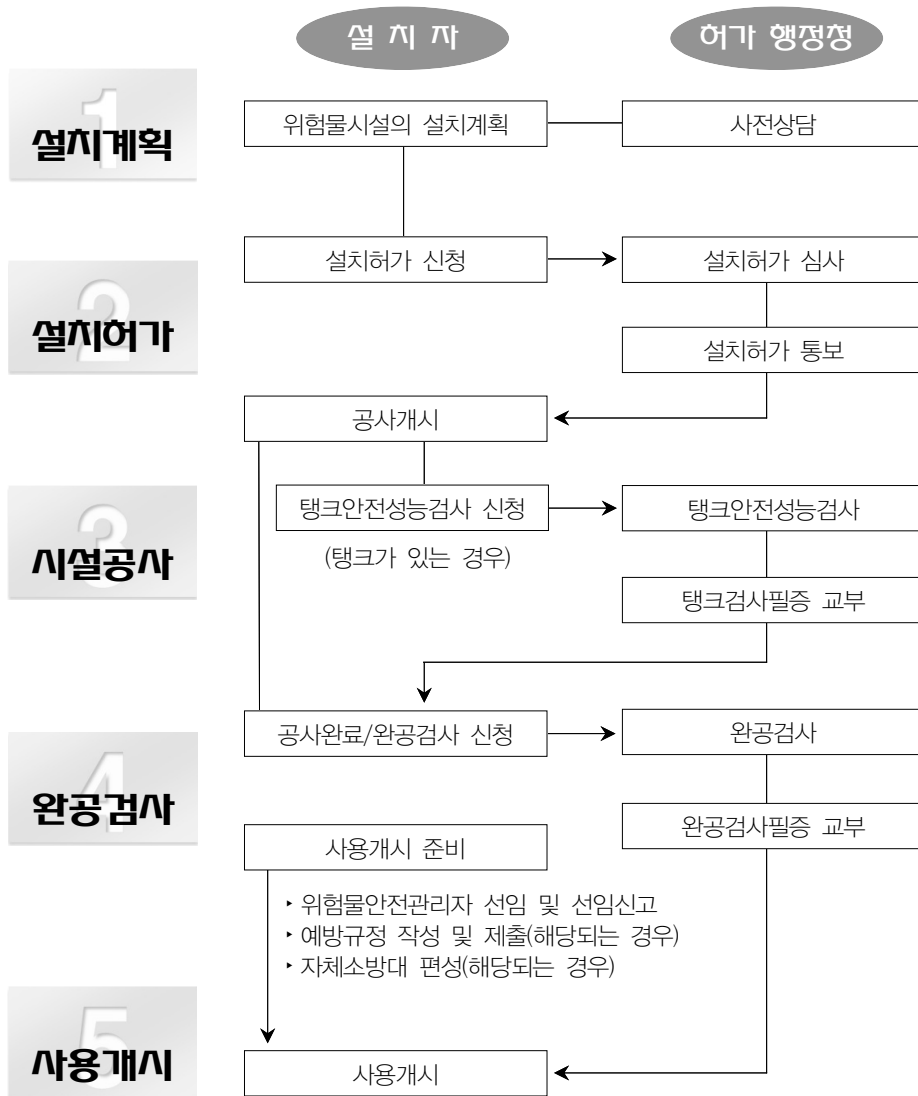 설 치 자
허가 행정청
1
설치계획
위험물시설의 설치계획
사전상담
2
설치허가
설치허가 신청
설치허가 심사
설치허가 통보
공사개시
3
시설공사
탱크안전성능검사 신청
(탱크가 있는 경우)
탱크안전성능검사
탱크검사필증 교부
4
완공검사
공사완료/완공검사 신청
완공검사
완공검사필증 교부
사용개시 준비
‣ 위험물안전관리자 선임 및 선임신고
‣ 예방규정 작성 및 제출(해당되는 경우)
‣ 자체소방대 편성(해당되는 경우)
5
사용개시
사용개시